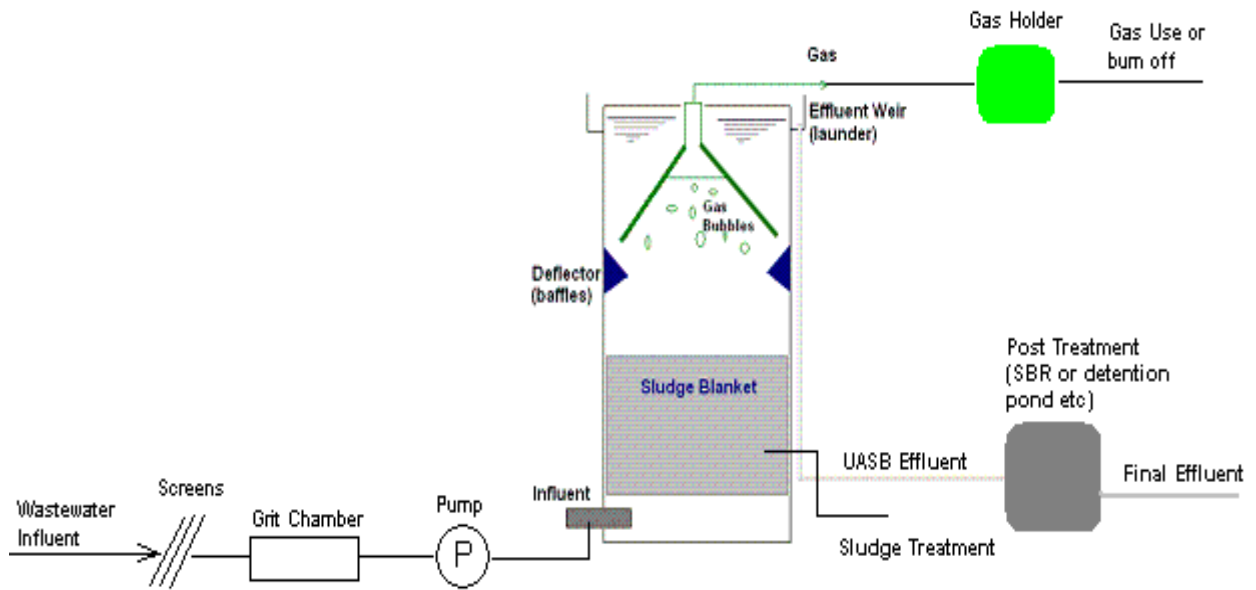 Gas Holder
Gas Use or
burn off
Gas
Effluent Weir
(launder)
Gas
Bubbles
Deflector
(baffles)
Sludge Blanket
Post Treatment
(SBR or detention
pond etc)
UASB Effluent
Final Effluent
Influent
Screens
Wastewater
Influent
Grit Chamber
Pump
P
Sludge Treatment